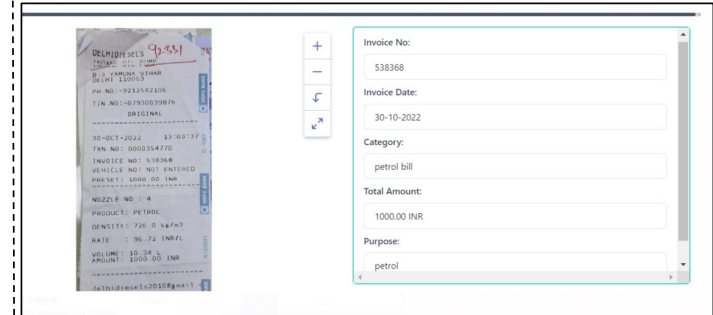 DELHIDIESELS
92331
B-3 YAMUNA VIHAR
DELHI 110053
PH.NO:-9212582106
TIN NO:-07930039876
ORIGINAL
30-OCT-2022 13:03:37
TXN NO: 0000354770
INVOICE NO: 538368
VEHICLE NO: NOT ENTERED
PRESET: 1000.00 INR
NOZZLE NO : 4
PRODUCT: PETROL
DENSITY: 726.0 kg/m3
RATE : 96.72 INR/L
VOLUME: 10.34 L
AMOUNT: 1000.00 INR
delhidiesels2010@gmail.c
Invoice No:
538368
Invoice Date:
30-10-2022
Category:
petrol bill
Total Amount:
1000.00 INR
Purpose:
petrol